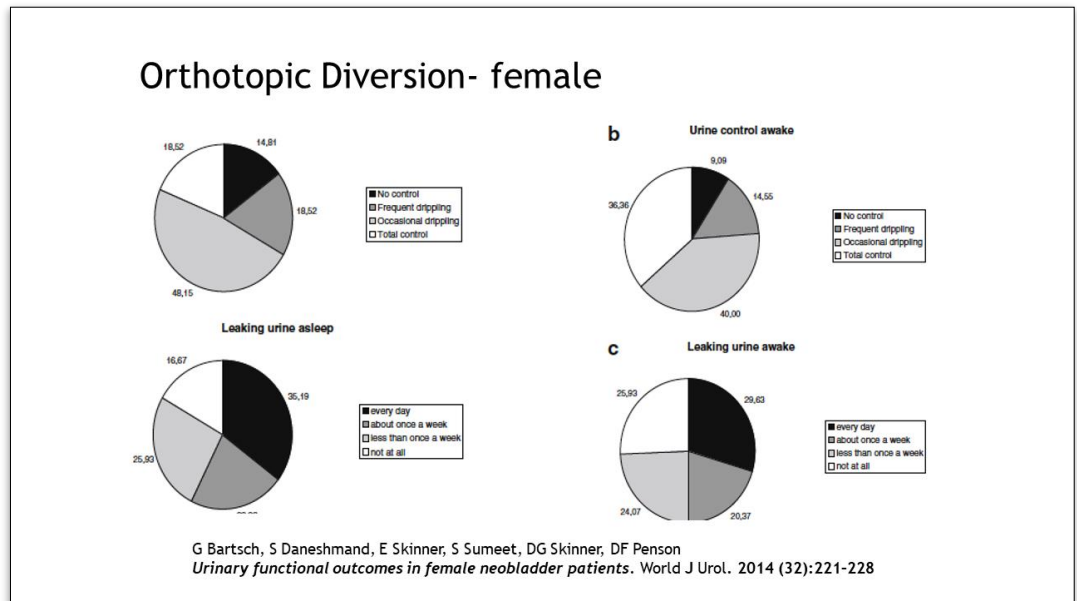 Orthotopic Diversion- female
18,52
14,81
18,52
48,15
No control
Frequent drippling
Occasional drippling
Total control
b
Urine control awake
9,09
14,55
36,36
40,00
No control
Frequent drippling
Occasional drippling
Total control
Leaking urine asleep
16,67
35,19
25,93
every day
about once a week
less than once a week
not at all
c
Leaking urine awake
25,93
29,63
24,07
20,37
every day
about once a week
less than once a week
not at all
G Bartsch, S Daneshmand, E Skinner, S Sumeet, DG Skinner, DF Penson
Urinary functional outcomes in female neobladder patients. World J Urol. 2014 (32):221-228